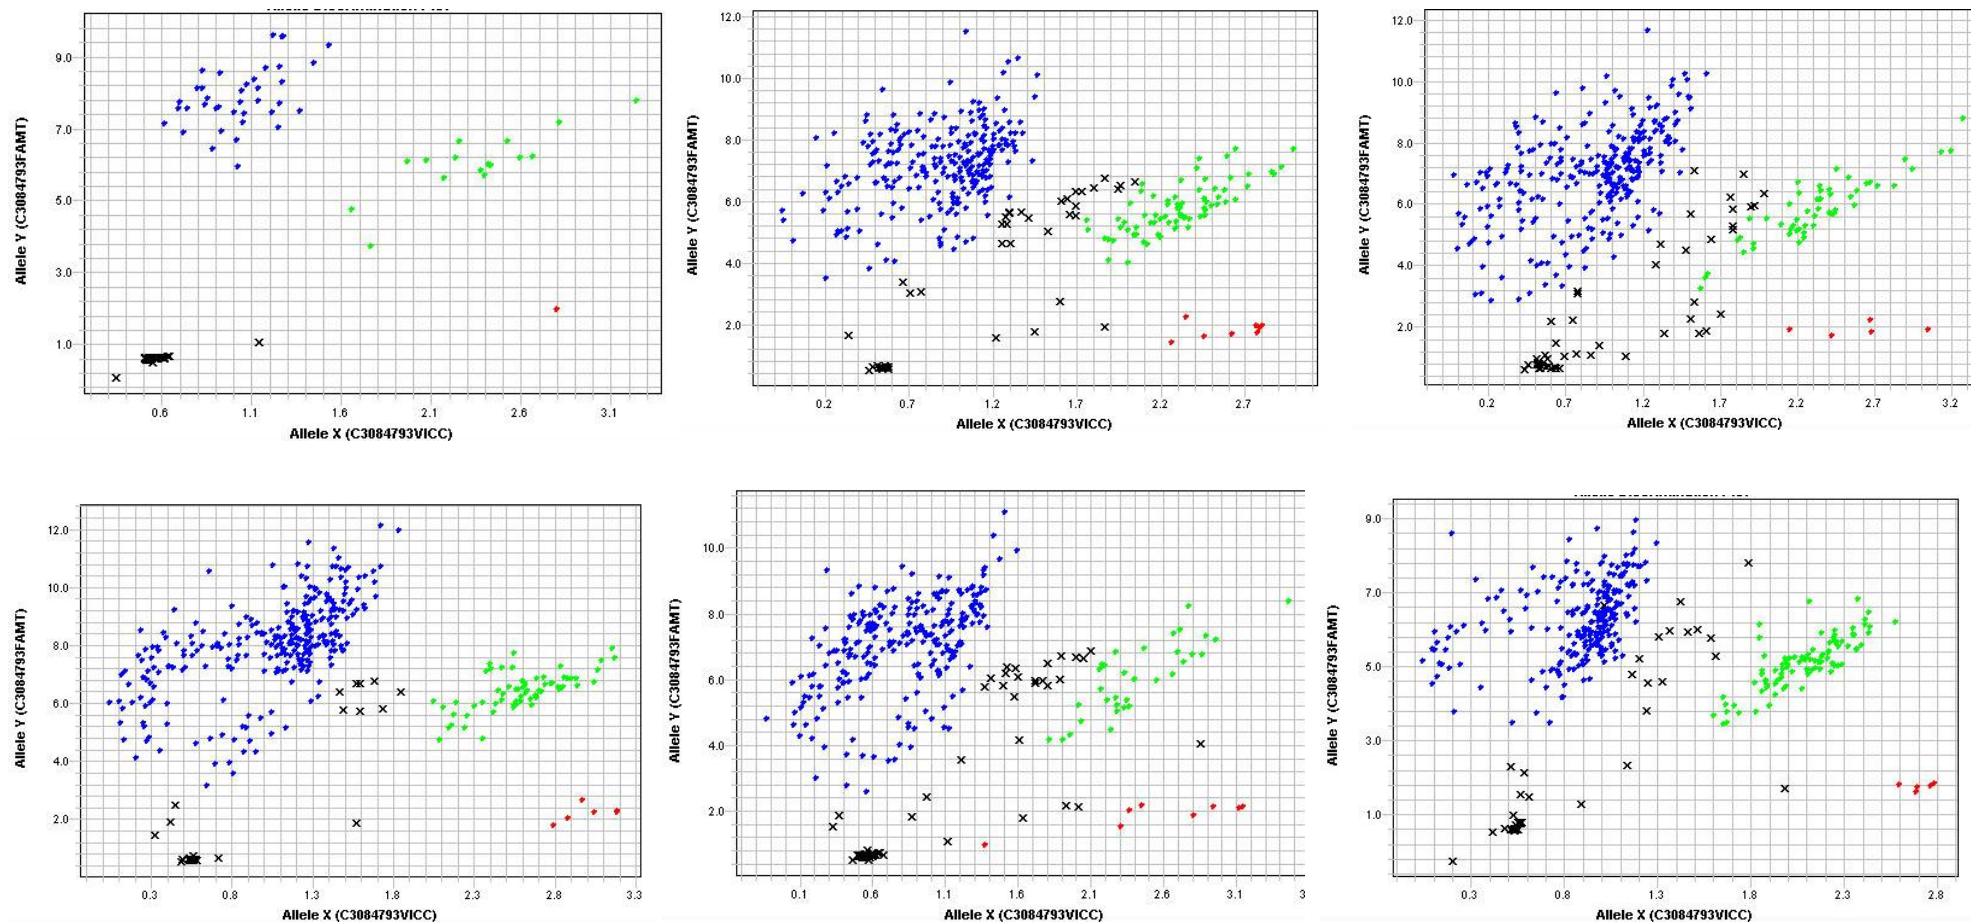 9.0
7.0
5.0
3.0
1.0
Allele Y (C3084793FAMT)
0.6 1.1 1.6 2.1 2.6 3.1
Allele X (C3084793VICC)
12.0
10.0
8.0
6.0
4.0
2.0
Allele Y (C3084793FAMT)
0.2 0.7 1.2 1.7 2.2 2.7
Allele X (C3084793VICC)
12.0
10.0
8.0
6.0
4.0
2.0
Allele Y (C3084793FAMT)
0.2 0.7 1.2 1.7 2.2 2.7 3.2
Allele X (C3084793VICC)
12.0
10.0
8.0
6.0
4.0
2.0
Allele Y (C3084793FAMT)
0.3 0.8 1.3 1.8 2.3 2.8 3.3
Allele X (C3084793VICC)
10.0
8.0
6.0
4.0
2.0
Allele Y (C3084793FAMT)
0.1 0.6 1.1 1.6 2.1 2.6 3.1
Allele X (C3084793VICC)
9.0
7.0
5.0
3.0
1.0
Allele Y (C3084793FAMT)
0.3 0.8 1.3 1.8 2.3 2.8
Allele X (C3084793VICC)